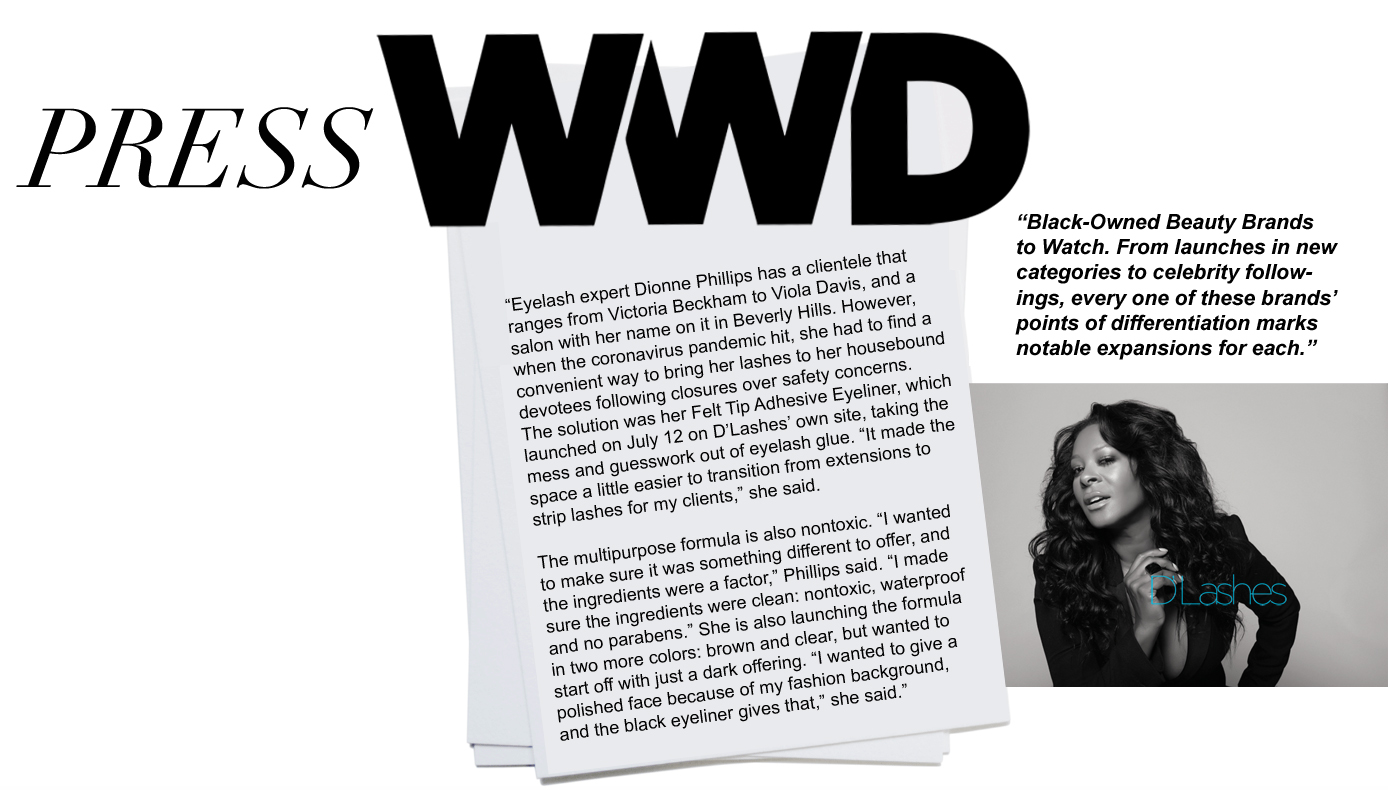 PRESS
WWD
“Black-Owned Beauty Brands
to Watch. From launches in new
categories to celebrity follow-
ings, every one of these brands’
points of differentiation marks
notable expansions for each.”
“Eyelash expert Dionne Phillips has a clientele that
ranges from Victoria Beckham to Viola Davis, and a
salon with her name on it in Beverly Hills. However,
when the coronavirus pandemic hit, she had to find a
convenient way to bring her lashes to her housebound
devotees following closures over safety concerns.
The solution was her Felt Tip Adhesive Eyeliner, which
launched on July 12 on D’Lashes’ own site, taking the
mess and guesswork out of eyelash glue. “It made the
space a little easier to transition from extensions to
strip lashes for my clients,” she said.
The multipurpose formula is also nontoxic. “I wanted
to make sure it was something different to offer, and
the ingredients were a factor,” Phillips said. “I made
sure the ingredients were clean: nontoxic, waterproof
and no parabens.” She is also launching the formula
in two more colors: brown and clear, but wanted to
start off with just a dark offering. “I wanted to give a
polished face because of my fashion background,
and the black eyeliner gives that,” she said.”
D'Lashes